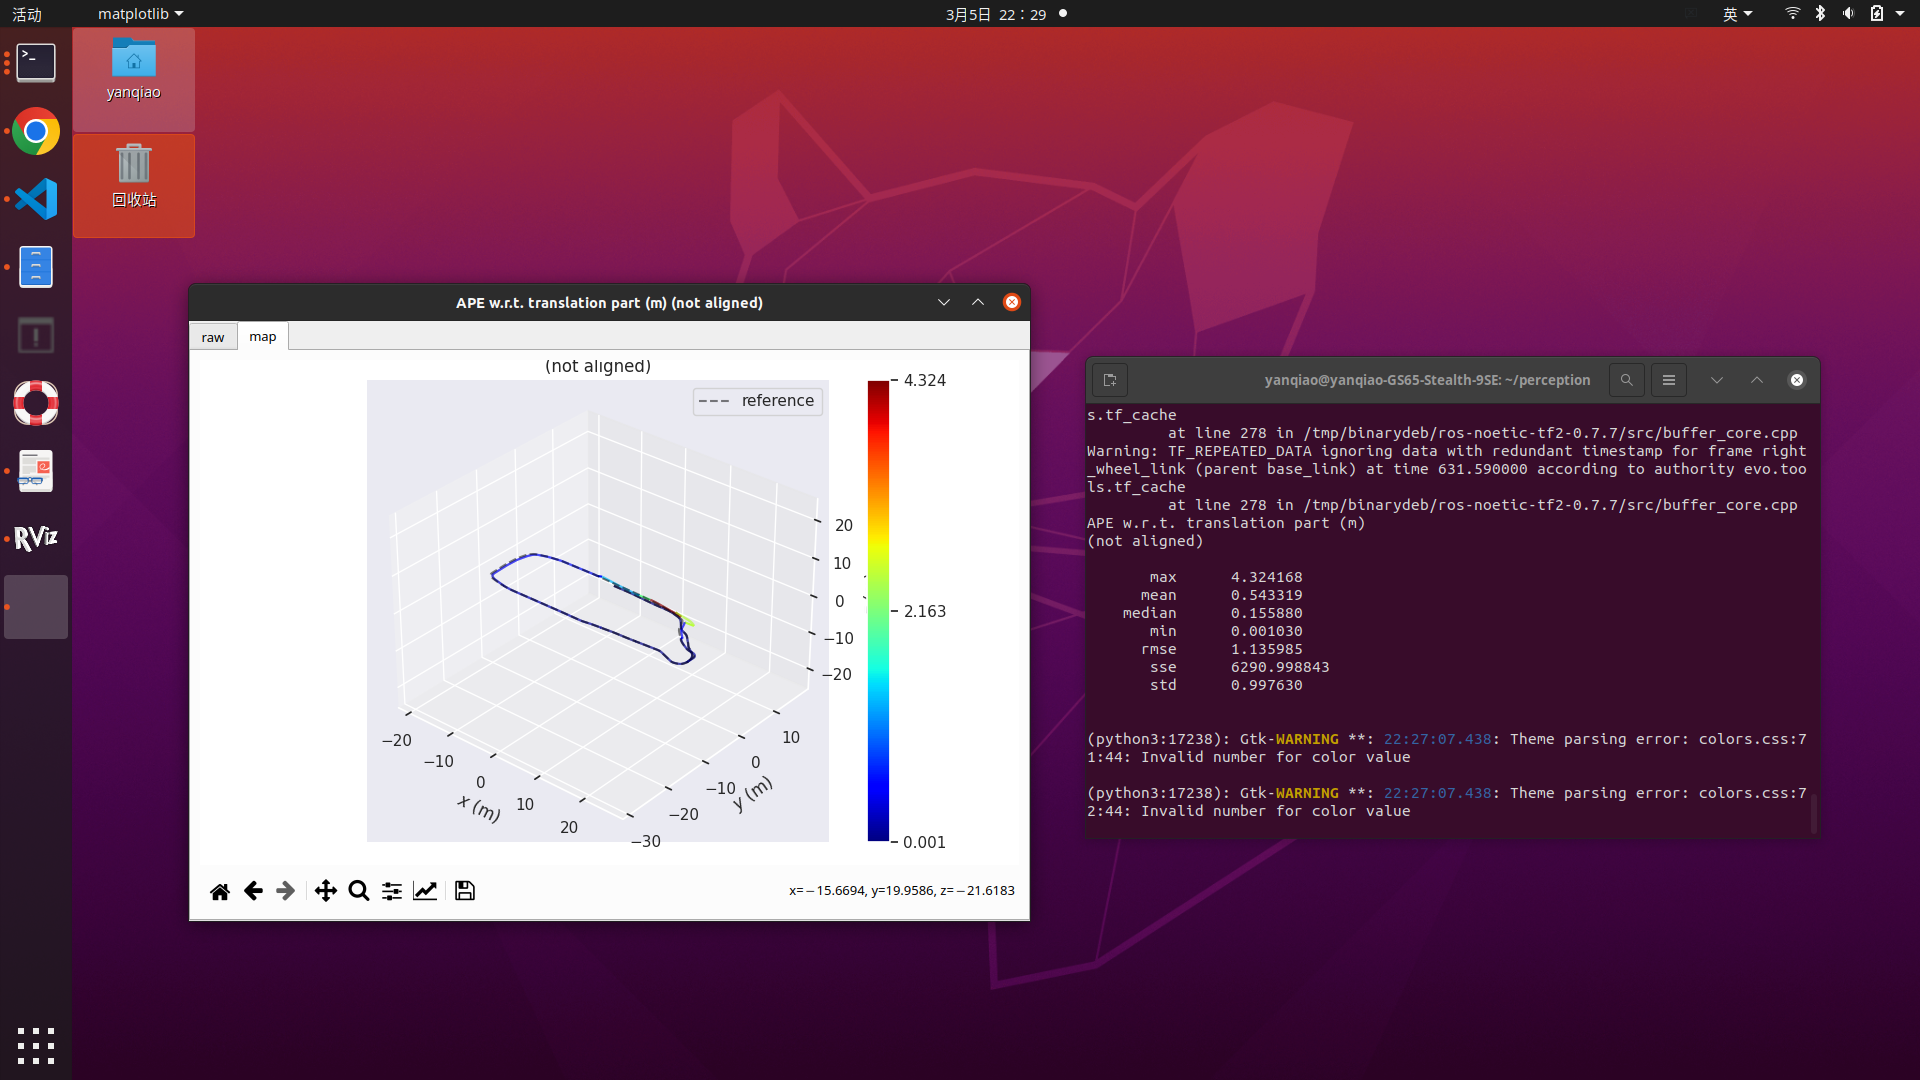 活动
matplotlib
3月5日 22：29
英
yanqiao
回收站
RViz
APE w.r.t. translation part (m) (not aligned)
raw
map
(not aligned)
reference
4.324
2.163
0.001
20
10
0
−10
−20
−20
−10
0
10
20
x (m)
10
0
−10
−20
−30
y (m)
x=−15.6694, y=19.9586, z=−21.6183
yanqiao@yanqiao-GS65-Stealth-9SE: ~/perception
s.tf_cache
at line 278 in /tmp/binarydeb/ros-noetic-tf2-0.7.7/src/buffer_core.cpp
Warning: TF_REPEATED_DATA ignoring data with redundant timestamp for frame right
_wheel_link (parent base_link) at time 631.590000 according to authority evo.too
ls.tf_cache
at line 278 in /tmp/binarydeb/ros-noetic-tf2-0.7.7/src/buffer_core.cpp
APE w.r.t. translation part (m)
(not aligned)
max 4.324168
mean 0.543319
median 0.155880
min 0.001030
rmse 1.135985
sse 6290.998843
std 0.997630
(python3:17238): Gtk-WARNING **: 22:27:07.438: Theme parsing error: colors.css:7
1:44: Invalid number for color value
(python3:17238): Gtk-WARNING **: 22:27:07.438: Theme parsing error: colors.css:7
2:44: Invalid number for color value